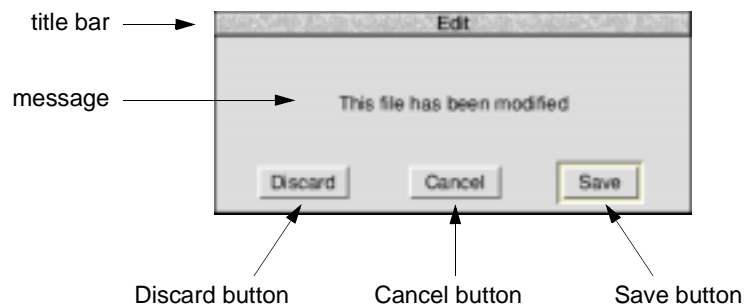 title bar
Edit
message
This file has been modified
Discard
Cancel
Save
Discard button
Cancel button
Save button